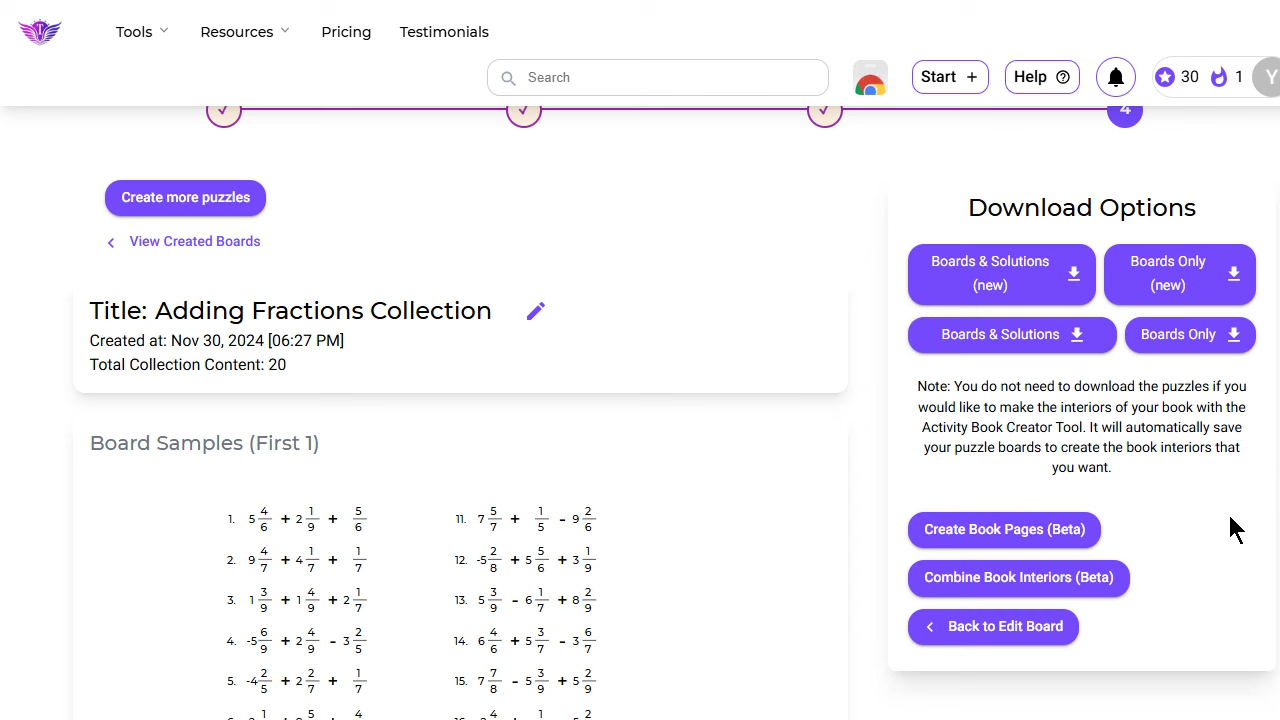 Tools Resources Pricing Testimonials
Search Start + Help 30 1 Y
4
Create more puzzles
View Created Boards
Title: Adding Fractions Collection
Created at: Nov 30, 2024 [06:27 PM]
Total Collection Content: 20
Board Samples (First 1)
1. 5 4/6 + 2 1/9 + 5/6
2. 9 4/7 + 4 1/7 + 1/7
3. 1 3/9 + 1 4/9 + 2 1/7
4. -5 6/9 + 2 4/9 - 3 2/5
5. -4 2/5 + 2 2/7 + 1/7
11. 7 5/7 + 1/5 - 9 2/6
12. -5 2/8 + 5 5/6 + 3 1/9
13. 5 3/9 - 6 1/7 + 8 2/9
14. 6 4/6 + 5 3/7 - 3 6/7
15. 7 7/8 - 5 3/9 + 5 2/9
Download Options
Boards & Solutions
(new)
Boards Only
(new)
Boards & Solutions
Boards Only
Note: You do not need to download the puzzles if you
would like to make the interiors of your book with the
Activity Book Creator Tool. It will automatically save
your puzzle boards to create the book interiors that
you want.
Create Book Pages (Beta)
Combine Book Interiors (Beta)
Back to Edit Board